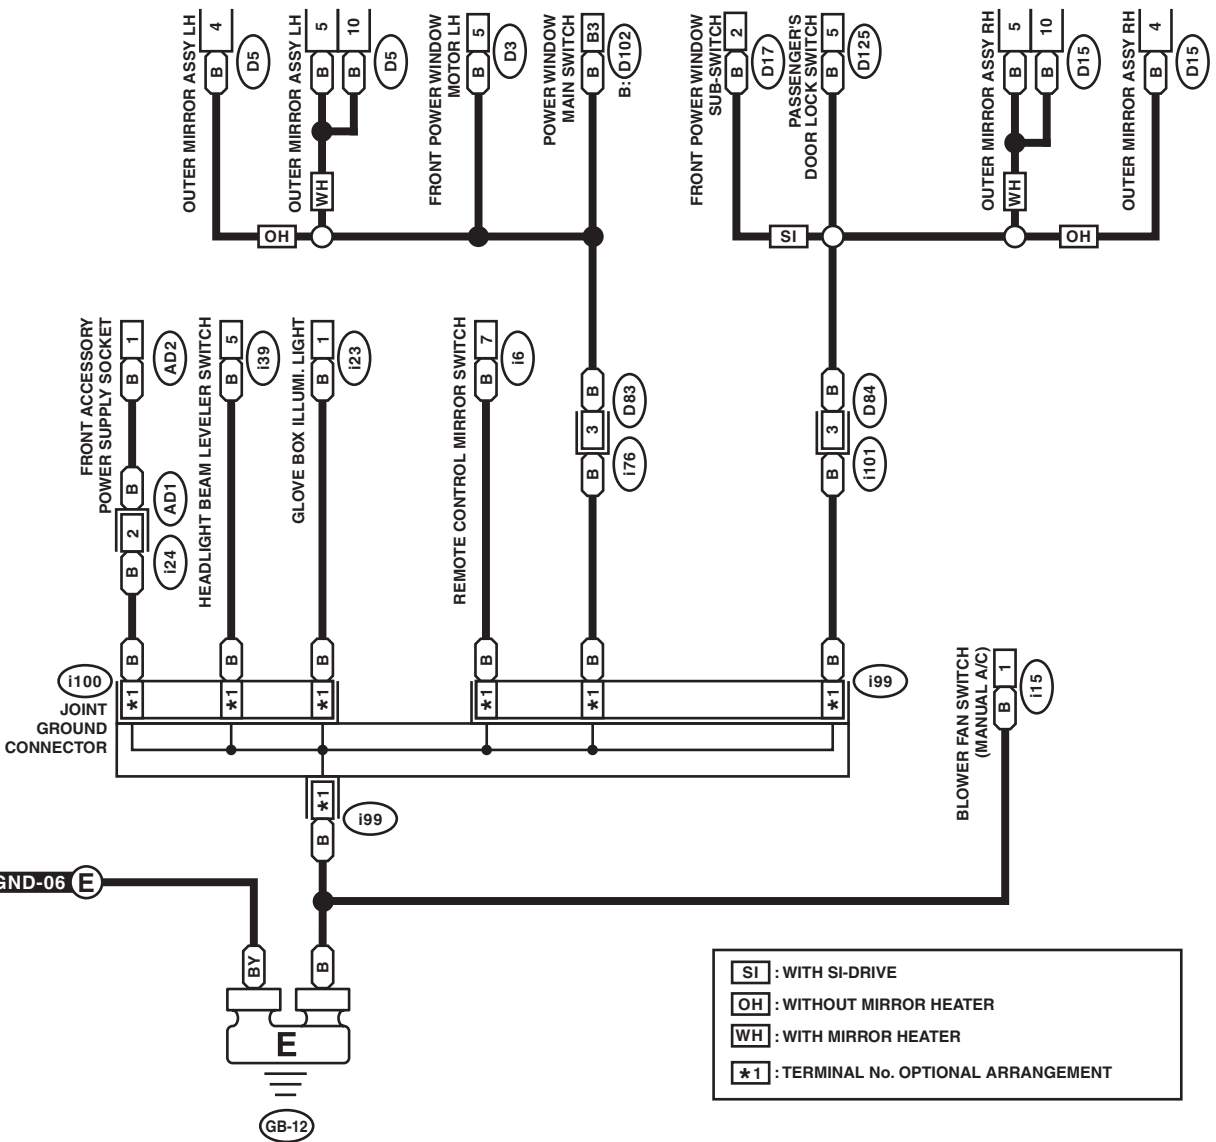 OUTER MIRROR ASSY LH
4
B
D5
OUTER MIRROR ASSY LH
5
10
B
B
D5
WH
FRONT POWER WINDOW
MOTOR LH
5
B
D3
POWER WINDOW
MAIN SWITCH
B3
B
B: D102
FRONT POWER WINDOW
SUB-SWITCH
2
B
D17
PASSENGER'S
DOOR LOCK SWITCH
5
B
D125
OUTER MIRROR ASSY RH
5
10
B
B
D15
WH
OUTER MIRROR ASSY RH
4
B
D15
OH
SI
OH
FRONT ACCESSORY
POWER SUPPLY SOCKET
1
B
AD2
B
AD1
2
B
i24
B
HEADLIGHT BEAM LEVELER SWITCH
5
B
i39
B
GLOVE BOX ILLUMI. LIGHT
1
B
i23
B
REMOTE CONTROL MIRROR SWITCH
7
B
i6
B
B
D83
3
B
i76
B
B
D84
3
B
i101
B
i100
*1
*1
*1
*1
*1
*1
i99
JOINT
GROUND
CONNECTOR
*1
i99
B
BLOWER FAN SWITCH
(MANUAL A/C)
1
B
i15
GND-06 E
BY
B
E
GB-12
SI : WITH SI-DRIVE
OH : WITHOUT MIRROR HEATER
WH : WITH MIRROR HEATER
*1 : TERMINAL No. OPTIONAL ARRANGEMENT